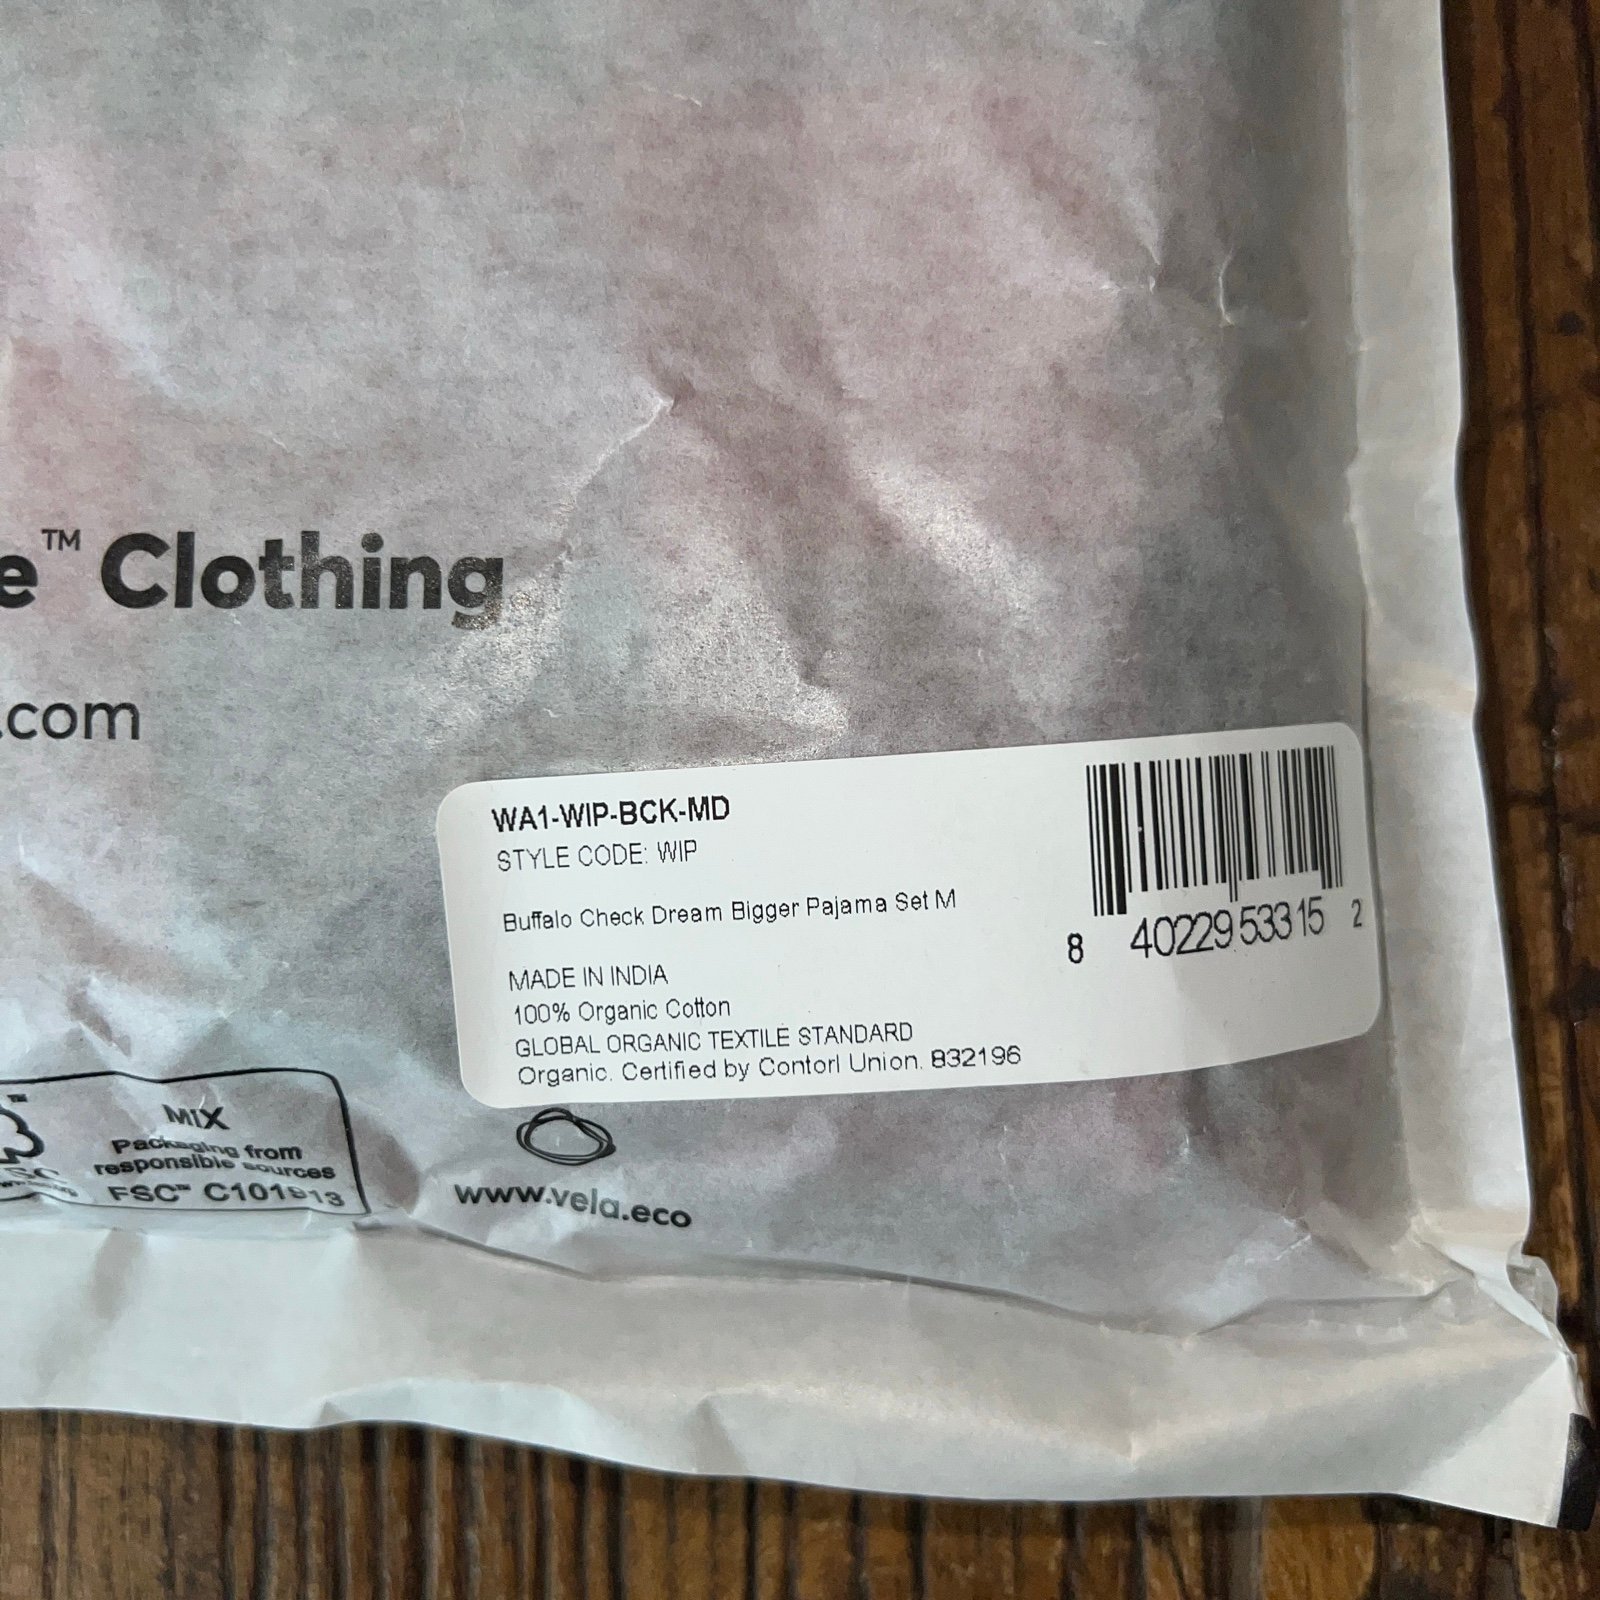 e™ Clothing
.com
WA1-WIP-BCK-MD
STYLE CODE: WIP
Buffalo Check Dream Bigger Pajama Set M
MADE IN INDIA
100% Organic Cotton
GLOBAL ORGANIC TEXTILE STANDARD
Organic. Certified by Contorl Union. 832196
8 40229 53315 2
MIX
Packaging from
responsible sources
FSC™ C101913
www.vela.eco